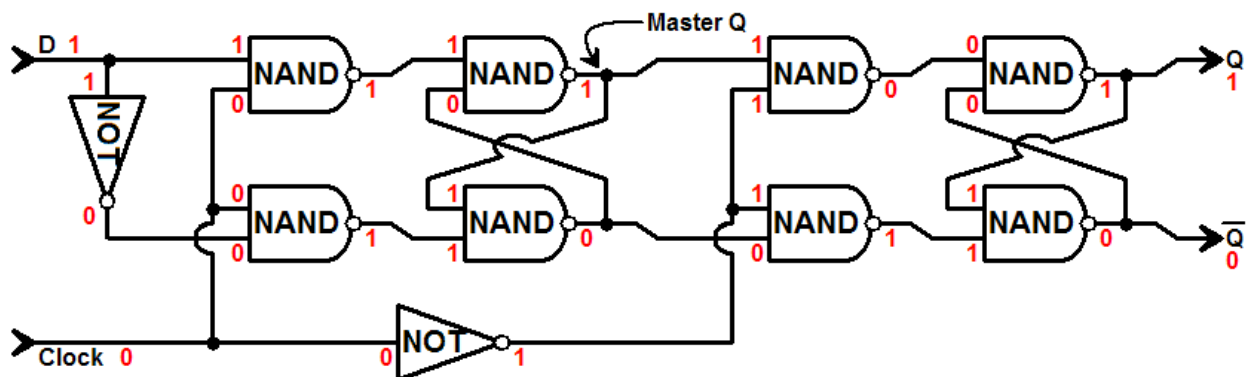 Master Q
D 1 1 NAND 1 1 NAND 1 1 NAND 0 0 NAND 1 Q
1 0 0 1 0 1
NOT
0 0 NAND 1 1 NAND 0 1 NAND 1 1 NAND 0 Q̅
0 1 0 1 0
Clock 0 0 NOT 1